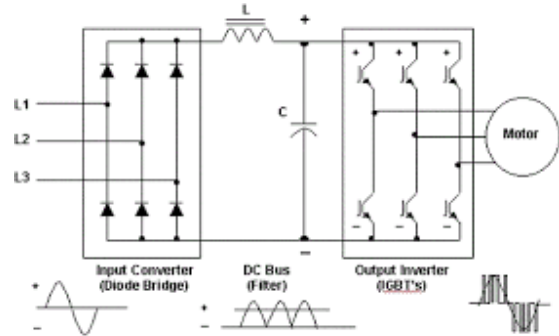 L
+
+
+
+
L1
C
L2
Motor
L3
−
−
−
−
Input Converter
(Diode Bridge)
DC Bus
(Filter)
Output Inverter
(IGBT's)
+
−
+
−